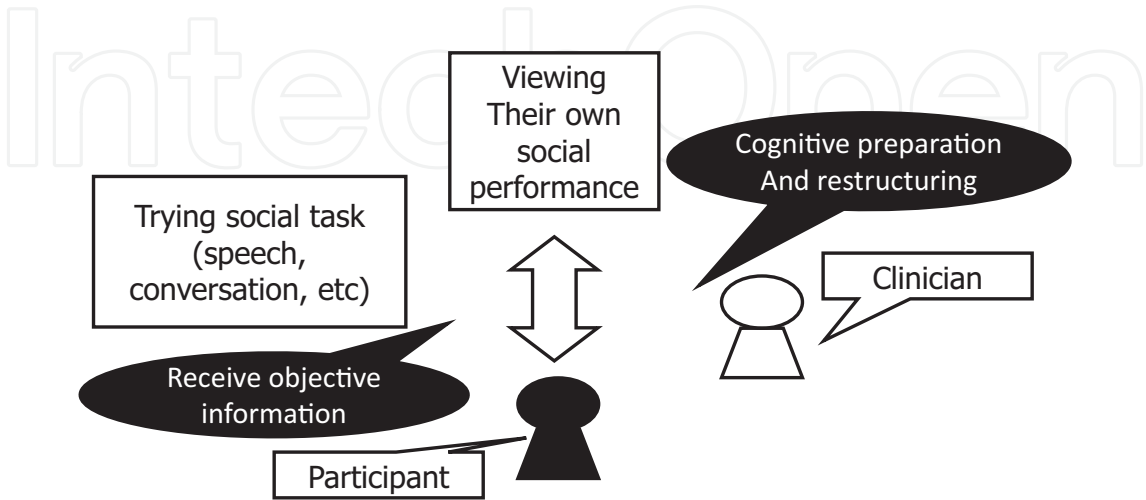 IntechOpen
Viewing
Their own
social
performance
Cognitive preparation
And restructuring
Trying social task
(speech,
conversation, etc)
Clinician
Receive objective
information
Participant